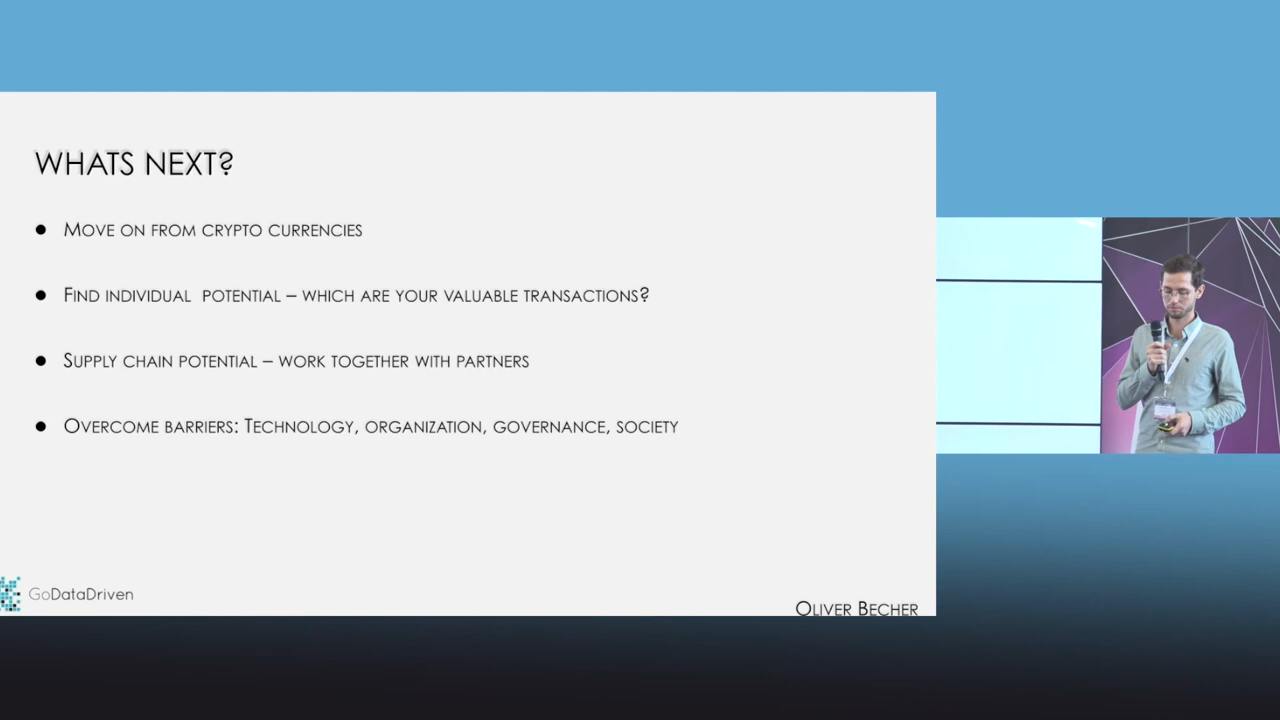 WHATS NEXT?
● MOVE ON FROM CRYPTO CURRENCIES
● FIND INDIVIDUAL POTENTIAL – WHICH ARE YOUR VALUABLE TRANSACTIONS?
● SUPPLY CHAIN POTENTIAL – WORK TOGETHER WITH PARTNERS
● OVERCOME BARRIERS: TECHNOLOGY, ORGANIZATION, GOVERNANCE, SOCIETY
GoDataDriven
OLIVER BECHER